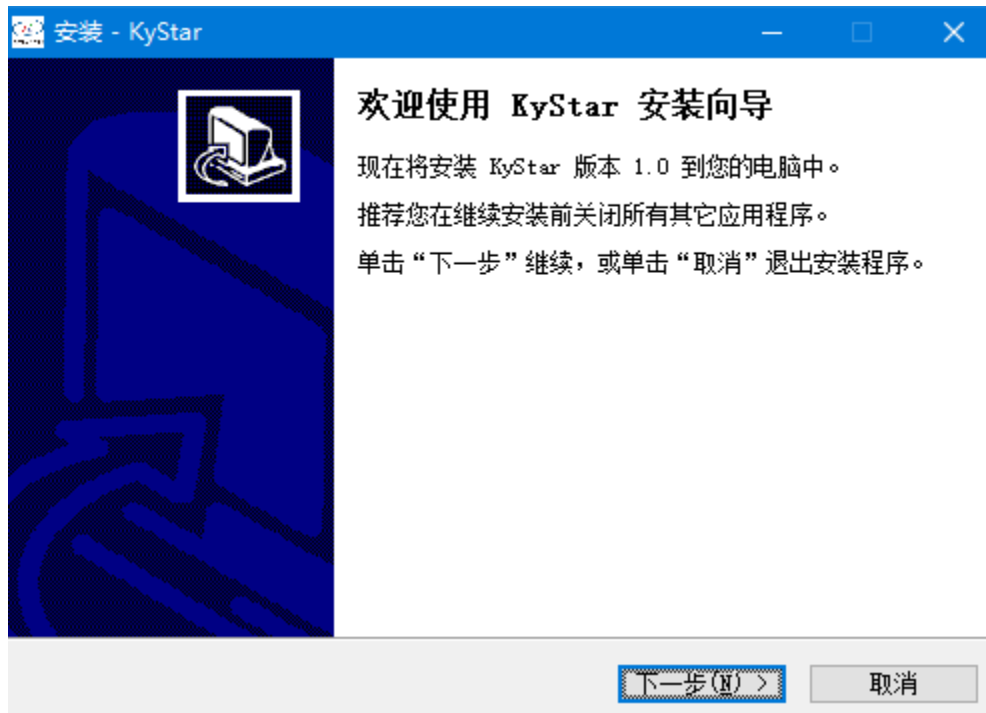 安装 - KyStar
欢迎使用 KyStar 安装向导
现在将安装 KyStar 版本 1.0 到您的电脑中。
推荐您在继续安装前关闭所有其它应用程序。
单击“下一步”继续，或单击“取消”退出安装程序。
下一步(N) >
取消